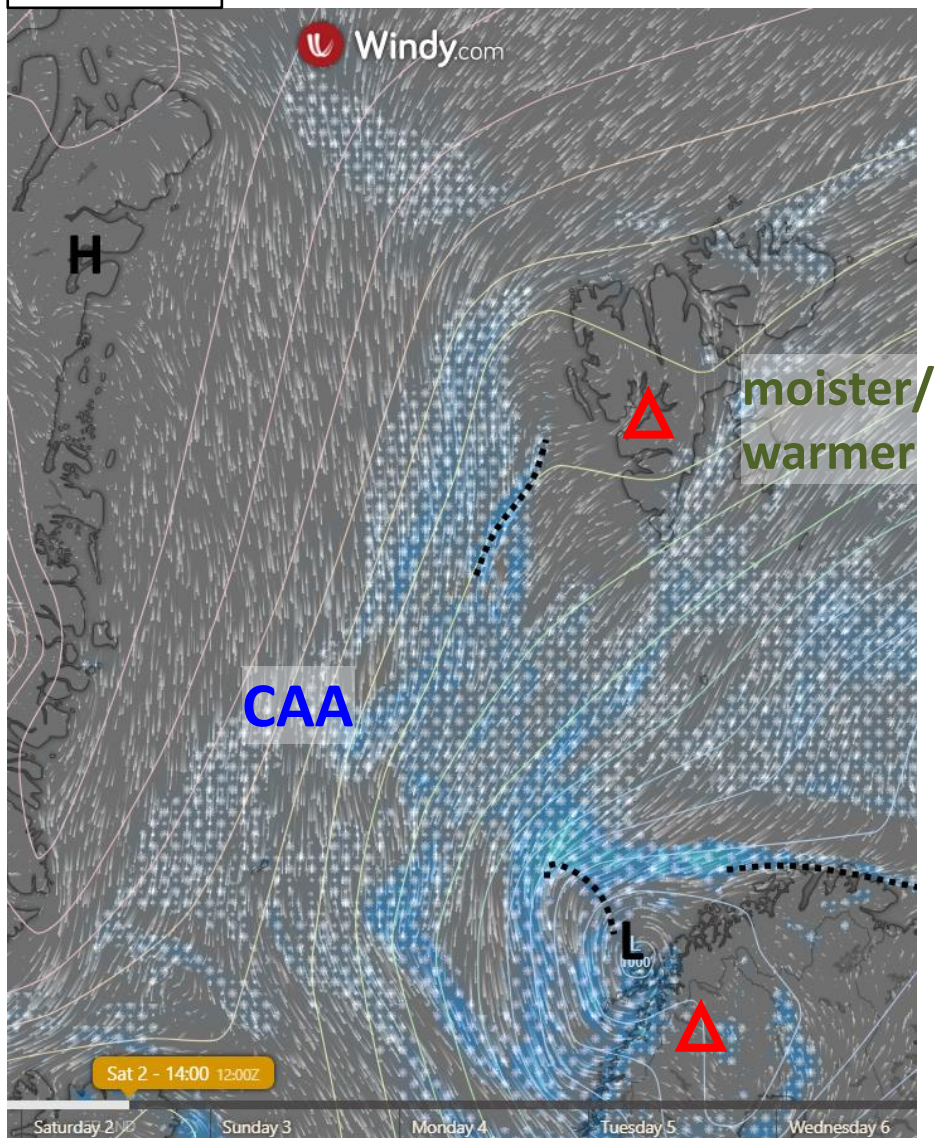 Windy.com
H
moister/
warmer
CAA
L
1000
Sat 2 - 14:00 12:00Z
Saturday 2
Sunday 3
Monday 4
Tuesday 5
Wednesday 6